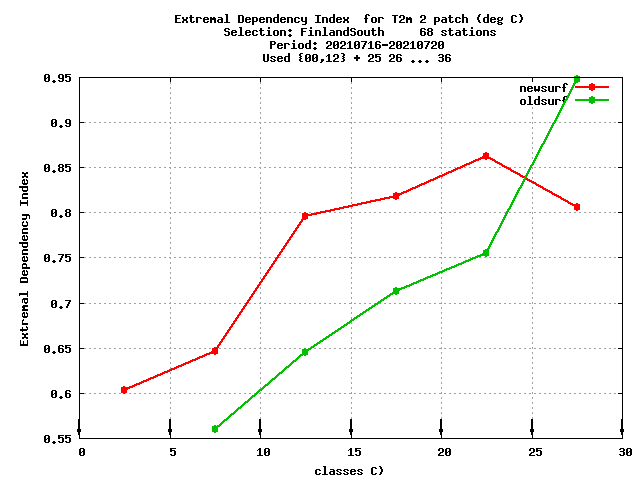 Extremal Dependency Index  for T2m 2 patch (deg C)
Selection: FinlandSouth     68 stations
Period: 20210716-20210720
Used {00,12} + 25 26 ... 36
0.95
newsurf
oldsurf
0.9
0.85
0.8
0.75
0.7
0.65
0.6
0.55
Extremal Dependency Index
0 5 10 15 20 25 30
classes C)